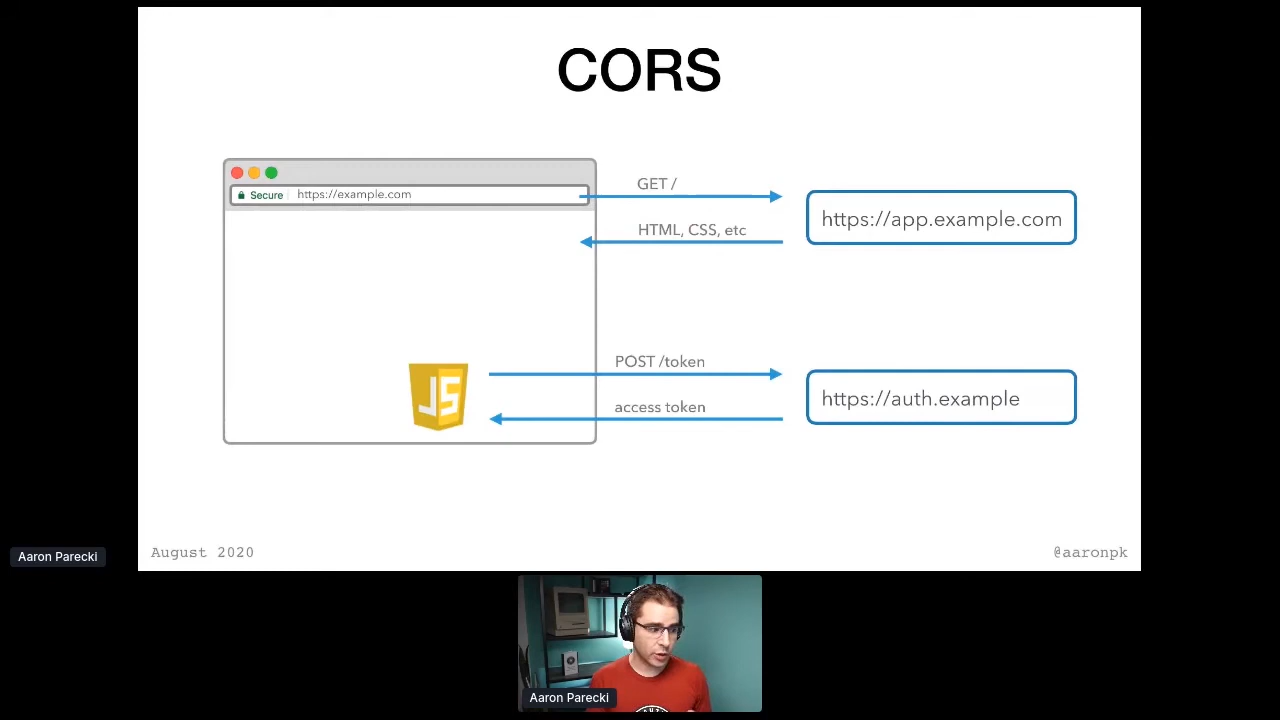 CORS
Secure
https://example.com
GET /
HTML, CSS, etc
https://app.example.com
JS
POST /token
access token
https://auth.example
August 2020
@aaronpk
Aaron Parecki
Aaron Parecki